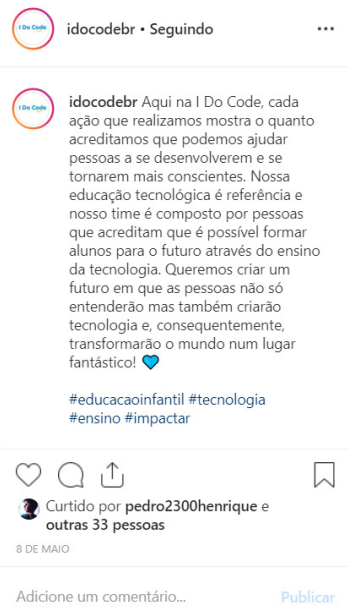 I Do Code
idocodebr • Seguindo
I Do Code
idocodebr Aqui na I Do Code, cada
ação que realizamos mostra o quanto
acreditamos que podemos ajudar
pessoas a se desenvolverem e se
tornarem mais conscientes. Nossa
educação tecnológica é referência e
nosso time é composto por pessoas
que acreditam que é possível formar
alunos para o futuro através do ensino
da tecnologia. Queremos criar um
futuro em que as pessoas não só
entenderão mas também criarão
tecnologia e, consequentemente,
transformarão o mundo num lugar
fantástico! 💙
#educacaoinfantil #tecnologia
#ensino #impactar
Curtido por pedro2300henrique e
outras 33 pessoas
8 DE MAIO
Adicione um comentário... Publicar